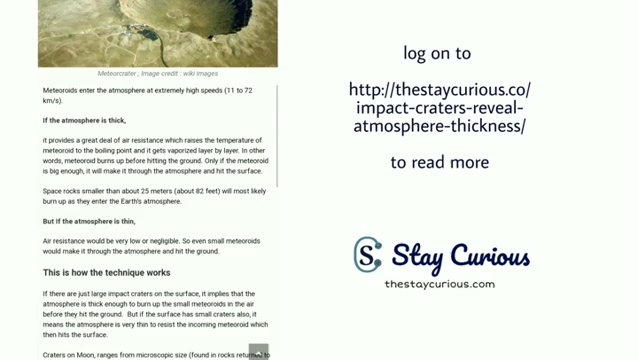 Meteorcrater ; Image credit : wiki images
Meteoroids enter the atmosphere at extremely high speeds (11 to 72
km/s).
If the atmosphere is thick,
it provides a great deal of air resistance which raises the temperature of
meteoroid to the boiling point and it gets vaporized layer by layer. In other
words, meteoroid burns up before hitting the ground. Only if the meteoroid
is big enough, it will make it through the atmosphere and hit the surface.
Space rocks smaller than about 25 meters (about 82 feet) will most likely
burn up as they enter the Earth's atmosphere.
But If the atmosphere is thin,
Air resistance would be very low or negligible. So even small meteoroids
would make it through the atmosphere and hit the ground.
This is how the technique works
If there are just large impact craters on the surface, it implies that the
atmosphere is thick enough to burn up the small meteoroids in the air
before they hit the ground. But if the surface has small craters also, it
means the atmosphere is very thin to resist the incoming meteoroid which
then hits the surface.
Craters on Moon, ranges from microscopic size (found in rocks returned to
log on to
http://thestaycurious.co/
impact-craters-reveal-
atmosphere-thickness/
to read more
S Stay Curious
thestaycurious.com